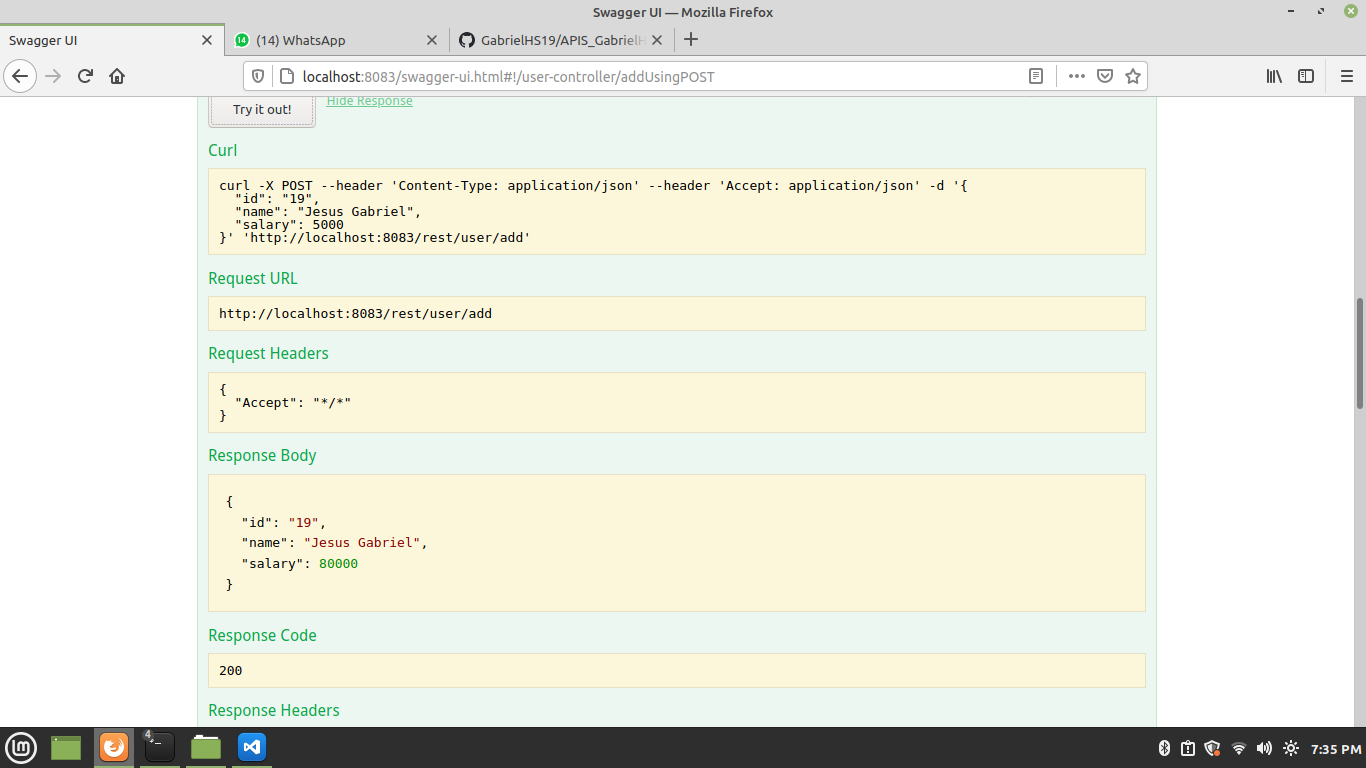 Swagger UI — Mozilla Firefox
Swagger UI
14
(14) WhatsApp
GabrielHS19/APIS_GabrielH
localhost:8083/swagger-ui.html#!/user-controller/addUsingPOST
Try it out!
Hide Response
Curl
curl -X POST --header 'Content-Type: application/json' --header 'Accept: application/json' -d '{
"id": "19",
"name": "Jesus Gabriel",
"salary": 5000
}' 'http://localhost:8083/rest/user/add'
Request URL
http://localhost:8083/rest/user/add
Request Headers
{
"Accept": "*/*"
}
Response Body
{
"id": "19",
"name": "Jesus Gabriel",
"salary": 80000
}
Response Code
200
Response Headers
4
7:35 PM